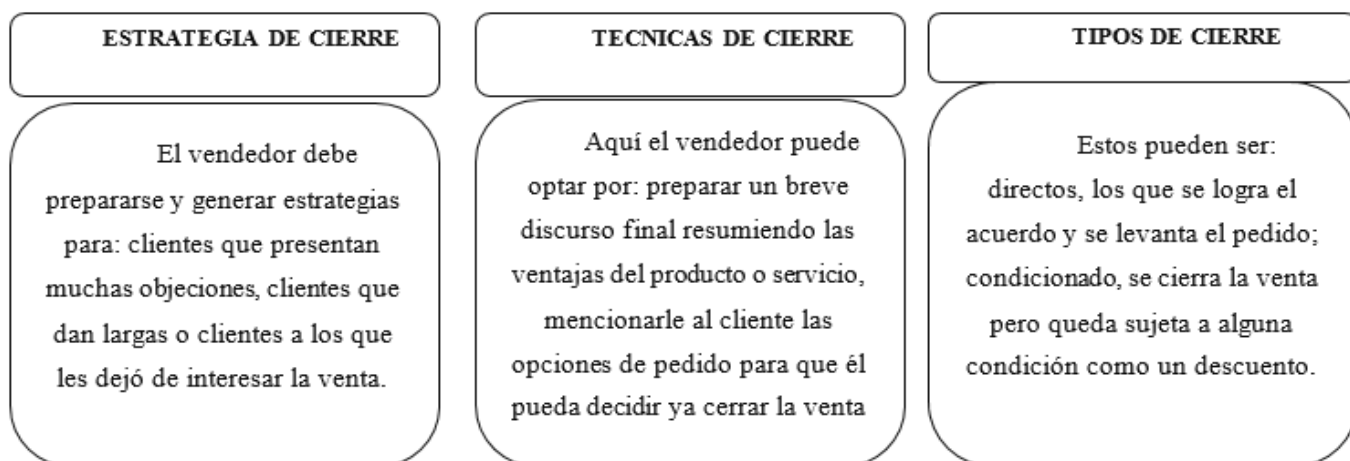 ESTRATEGIA DE CIERRE
El vendedor debe
prepararse y generar estrategias
para: clientes que presentan
muchas objeciones, clientes que
dan largas o clientes a los que
les dejó de interesar la venta.
TECNICAS DE CIERRE
Aquí el vendedor puede
optar por: preparar un breve
discurso final resumiendo las
ventajas del producto o servicio,
mencionarle al cliente las
opciones de pedido para que él
pueda decidir ya cerrar la venta
TIPOS DE CIERRE
Estos pueden ser:
directos, los que se logra el
acuerdo y se levanta el pedido;
condicionado, se cierra la venta
pero queda sujeta a alguna
condición como un descuento.